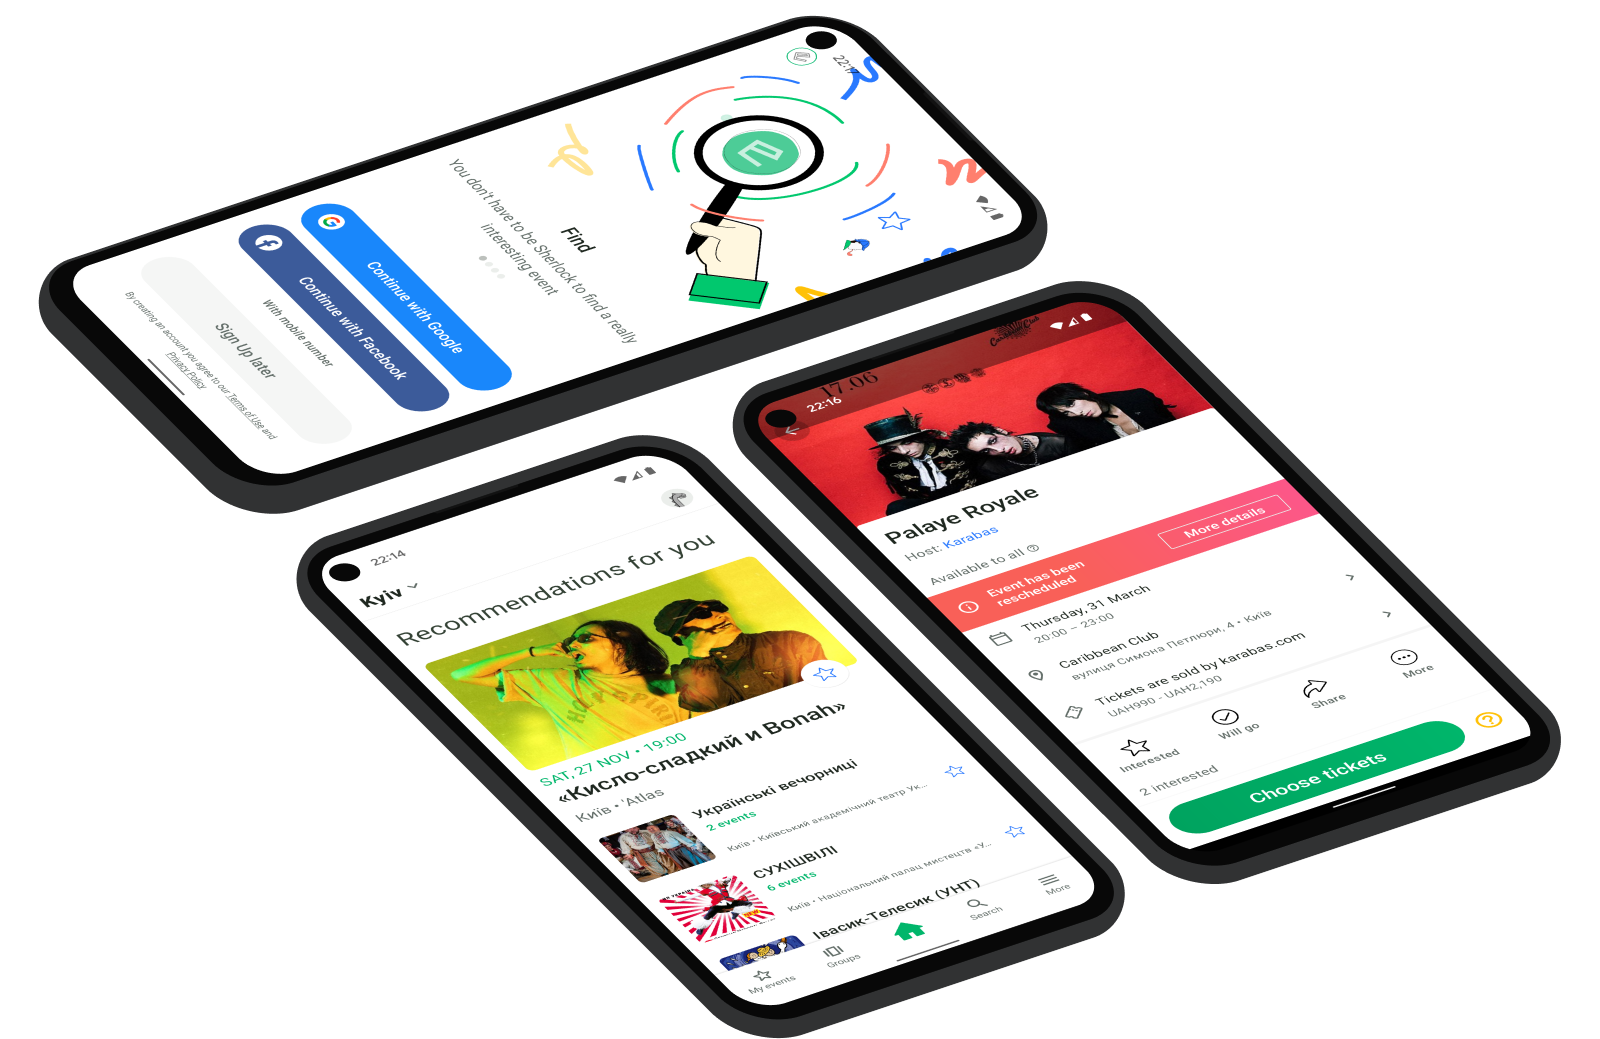 22:17
Find
You don't have to be Sherlock to find a really
interesting event
Continue with Google
Continue with Facebook
With mobile number
Sign Up later
By creating an account you agree to our Terms of Use and
Privacy Policy
22:14
Kyiv
Recommendations for you
SAT, 27 NOV • 19:00
«Кисло-сладкий и Bonah»
Київ • 'Atlas
Українські вечорниці
2 events
Київ • Київський академічний театр Ук...
СУХІШВІЛІ
6 events
Київ • Національний палац мистецтв «У...
NEW
Івасик-Телесик (УНТ)
My events
Groups
Search
More
Caribbean Club
17.06
22:16
Palaye Royale
Host: Karabas
Available to all
Event has been
rescheduled
More details
Thursday, 31 March
20:00 – 23:00
Caribbean Club
вулиця Симона Петлюри, 4 • Київ
Tickets are sold by karabas.com
UAH990 - UAH2,190
Interested
Will go
Share
More
2 interested
Choose tickets